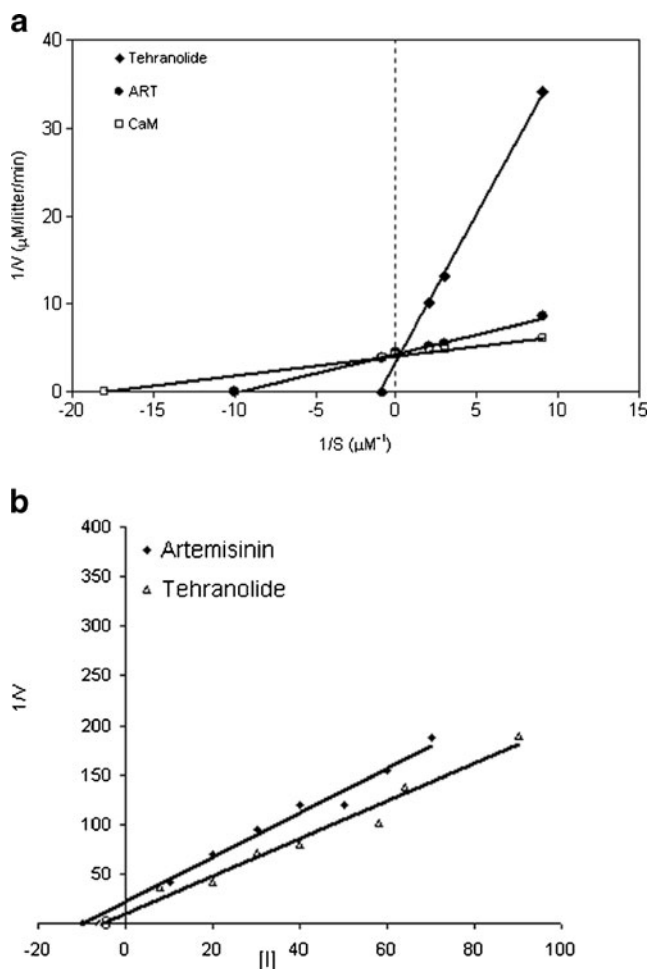 a
40
Tehranolide
ART
CaM
30
20
10
0
1/V (µM/litter/min)
-20 -15 -10 -5 0 5 10 15
1/S (µM-1)
b
400
Artemisinin
350
Tehranolide
300
250
200
150
100
50
1/V
-20 0 20 40 60 80 100
[I]